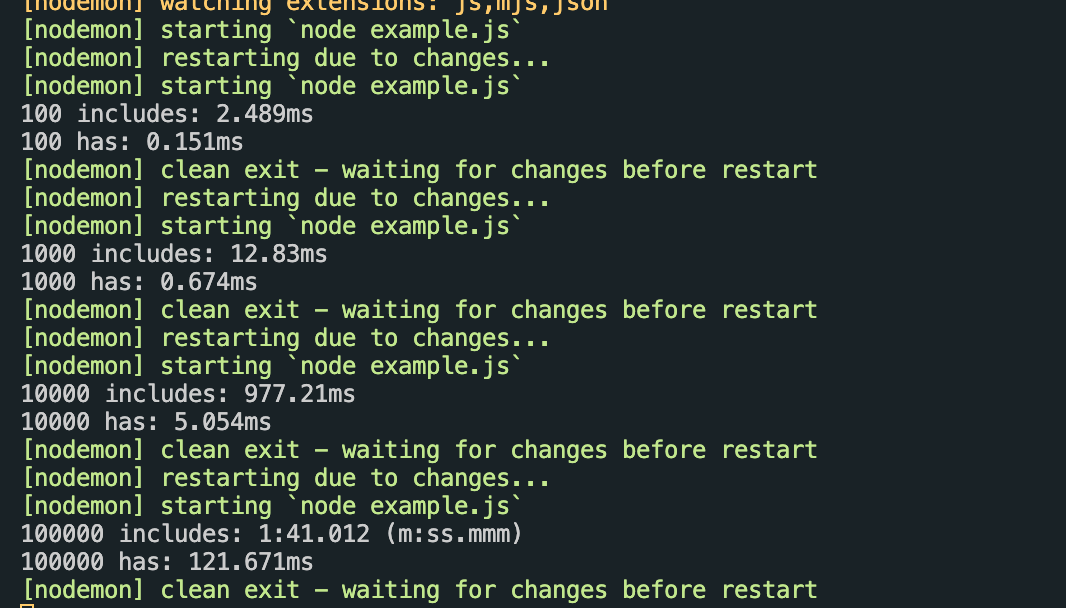 [nodemon] watching extensions: js,mjs,json
[nodemon] starting `node example.js`
[nodemon] restarting due to changes...
[nodemon] starting `node example.js`
100 includes: 2.489ms
100 has: 0.151ms
[nodemon] clean exit - waiting for changes before restart
[nodemon] restarting due to changes...
[nodemon] starting `node example.js`
1000 includes: 12.83ms
1000 has: 0.674ms
[nodemon] clean exit - waiting for changes before restart
[nodemon] restarting due to changes...
[nodemon] starting `node example.js`
10000 includes: 977.21ms
10000 has: 5.054ms
[nodemon] clean exit - waiting for changes before restart
[nodemon] restarting due to changes...
[nodemon] starting `node example.js`
100000 includes: 1:41.012 (m:ss.mmm)
100000 has: 121.671ms
[nodemon] clean exit - waiting for changes before restart